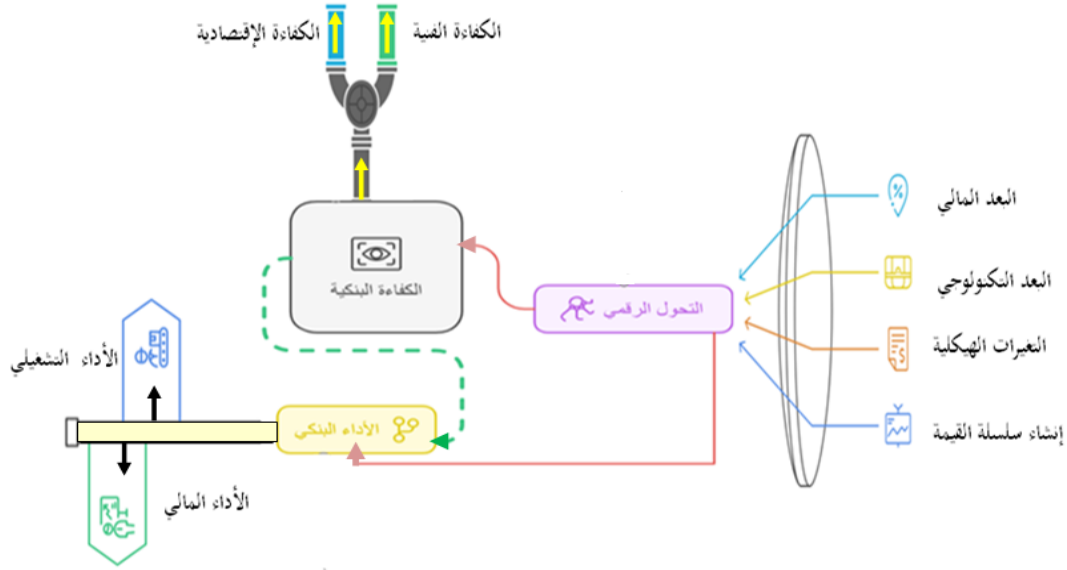 الكفاءة الفنية
الكفاءة الإقتصادية
البعد المالي
البعد التكنولوجي
الكفاءة البنكية
التحول الرقمي
التغيرات الهيكلية
الأداء التشغيلي
إنشاء سلسلة القيمة
الأداء البنكي
الأداء المالي